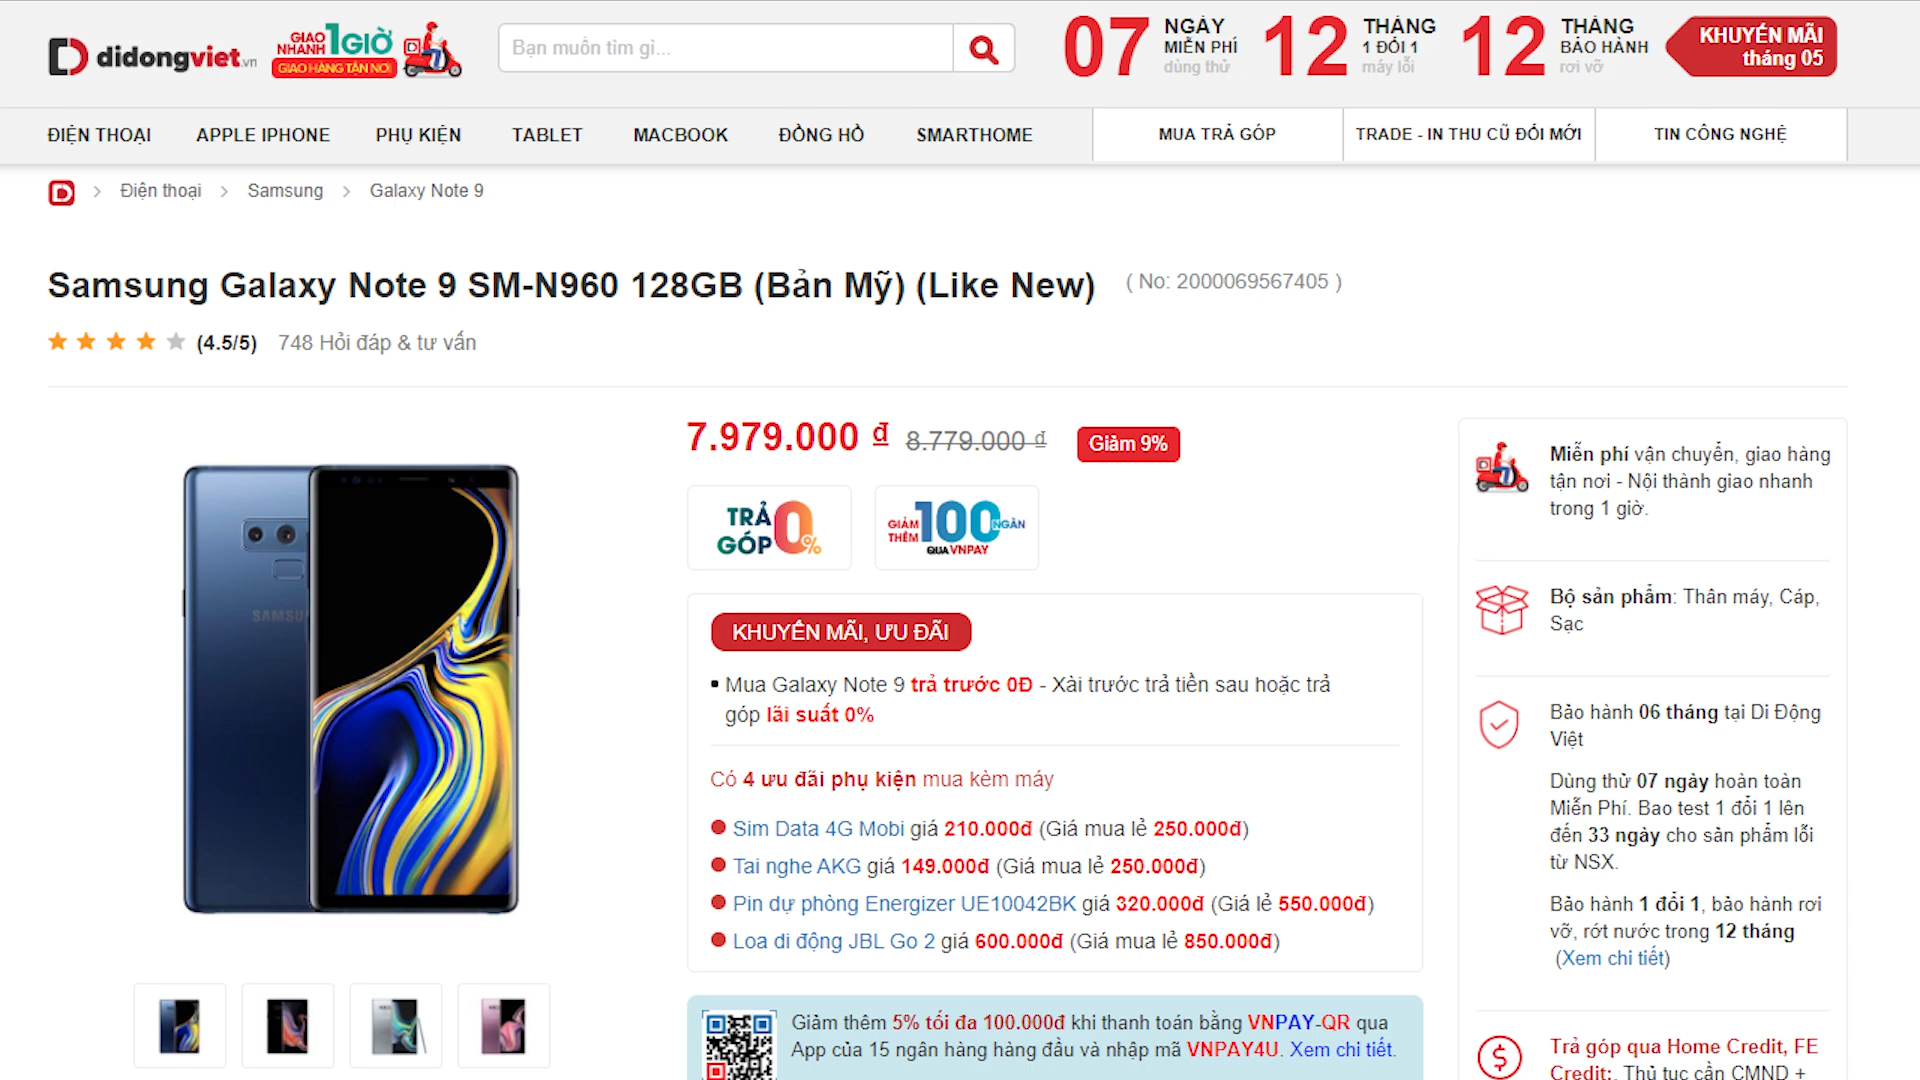 didongviet.vn
GIAO NHANH 1GIỜ
GIAO HÀNG TẬN NƠI
Bạn muốn tìm gì...
07 NGÀY MIỄN PHÍ dùng thử
12 THÁNG 1 ĐỔI 1 máy lỗi
12 THÁNG BẢO HÀNH rơi vỡ
KHUYẾN MÃI tháng 05
ĐIỆN THOẠI APPLE IPHONE PHỤ KIỆN TABLET MACBOOK ĐỒNG HỒ SMARTHOME MUA TRẢ GÓP TRADE - IN THU CŨ ĐỔI MỚI TIN CÔNG NGHỆ
Điện thoại > Samsung > Galaxy Note 9
Samsung Galaxy Note 9 SM-N960 128GB (Bản Mỹ) (Like New) ( No: 2000069567405 )
(4.5/5) 748 Hỏi đáp & tư vấn
SAMSU
7.979.000 đ 8.779.000 đ Giảm 9%
TRẢ GÓP 0%
GIẢM THÊM 100 NGÀN QUA VNPAY
KHUYẾN MÃI, ƯU ĐÃI
Mua Galaxy Note 9 trả trước 0Đ - Xài trước trả tiền sau hoặc trả
góp lãi suất 0%
Có 4 ưu đãi phụ kiện mua kèm máy
Sim Data 4G Mobi giá 210.000đ (Giá mua lẻ 250.000đ)
Tai nghe AKG giá 149.000đ (Giá mua lẻ 250.000đ)
Pin dự phòng Energizer UE10042BK giá 320.000đ (Giá lẻ 550.000đ)
Loa di động JBL Go 2 giá 600.000đ (Giá mua lẻ 850.000đ)
Giảm thêm 5% tối đa 100.000đ khi thanh toán bằng VNPAY-QR qua
App của 15 ngân hàng hàng đầu và nhập mã VNPAY4U. Xem chi tiết.
Miễn phí vận chuyển, giao hàng
tận nơi - Nội thành giao nhanh
trong 1 giờ.
Bộ sản phẩm: Thân máy, Cáp,
Sạc
Bảo hành 06 tháng tại Di Động
Việt
Dùng thử 07 ngày hoàn toàn
Miễn Phí. Bao test 1 đổi 1 lên
đến 33 ngày cho sản phẩm lỗi
từ NSX.
Bảo hành 1 đổi 1, bảo hành rơi
vỡ, rớt nước trong 12 tháng
(Xem chi tiết)
Trả góp qua Home Credit, FE
Credit:. Thủ tục cần CMND +